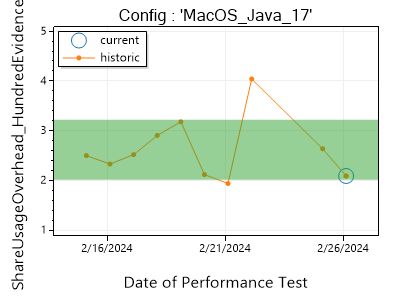 Config : 'MacOS_Java_17'
current
historic
5
4
3
2
1
ShareUsageOverhead_HundredEvidence
2/16/2024
2/21/2024
2/26/2024
Date of Performance Test